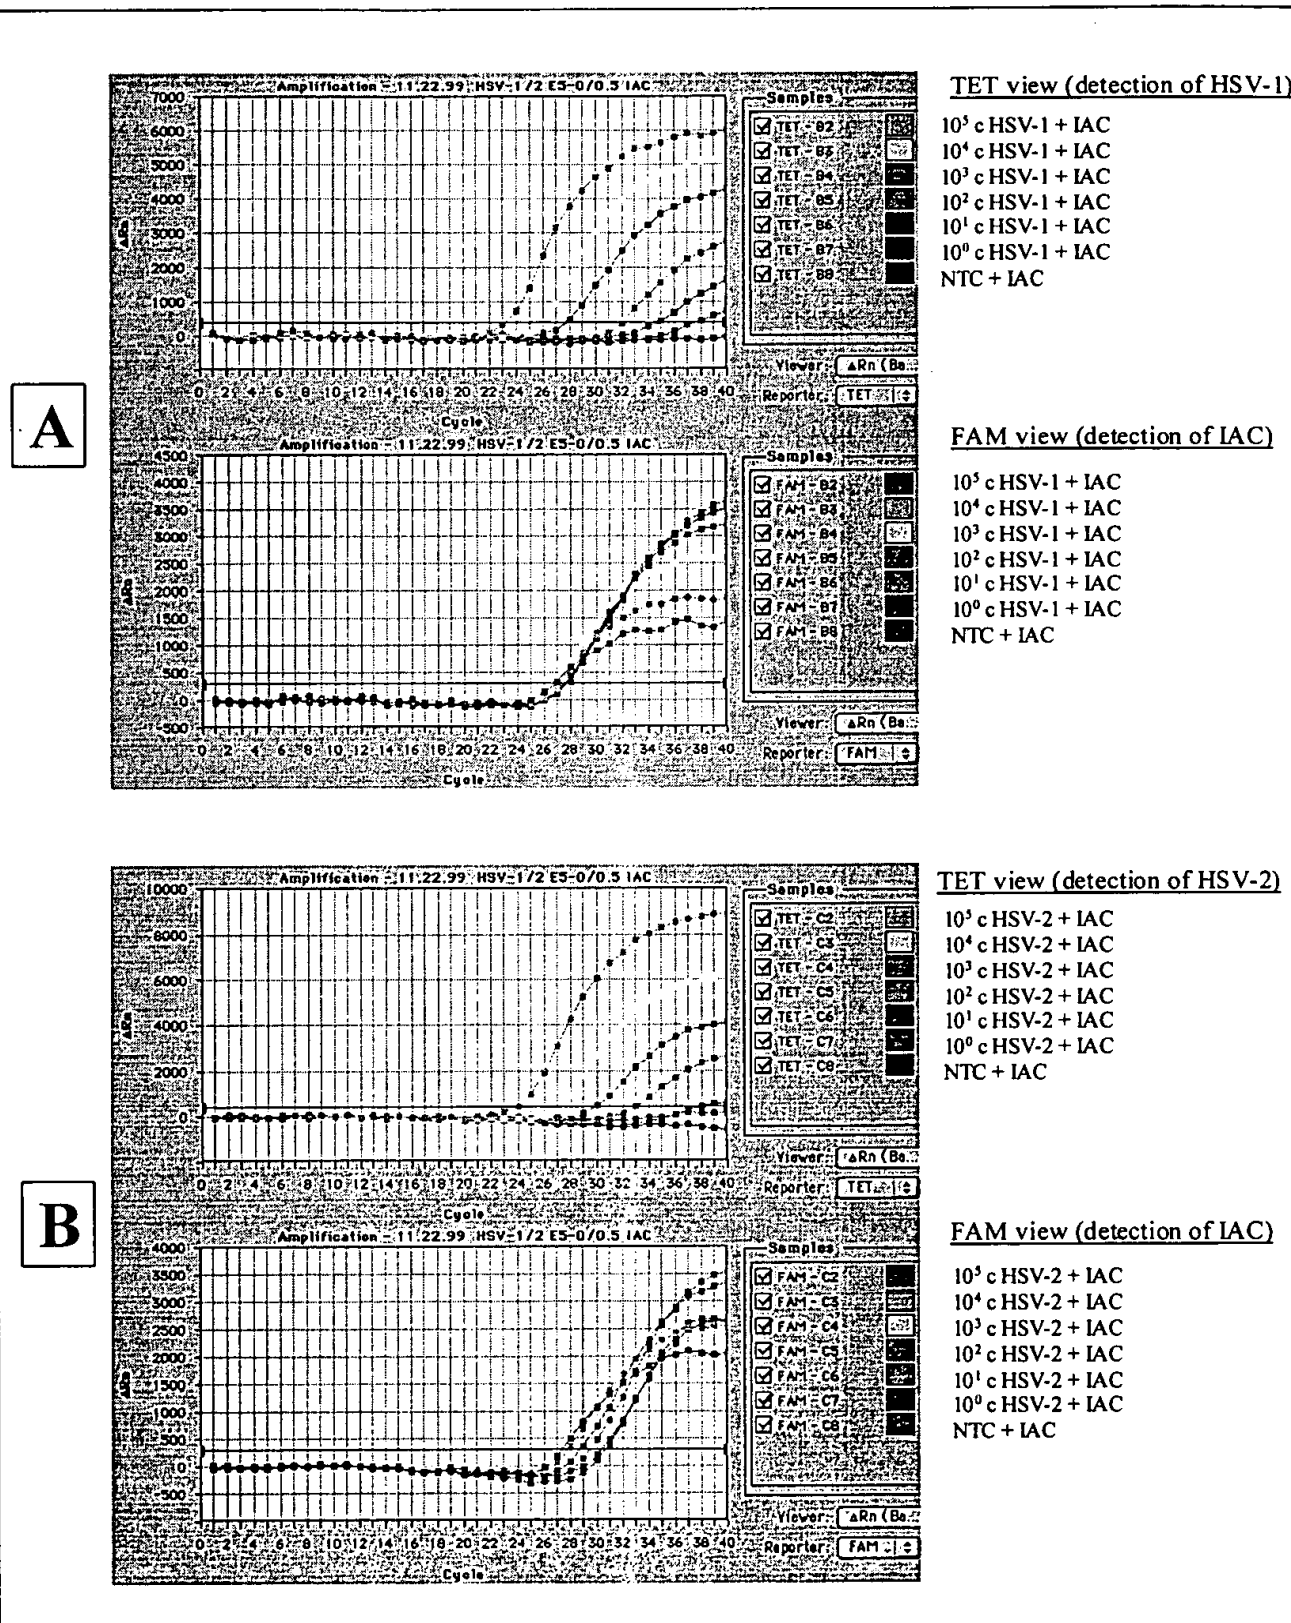 Amplification - 11.22.99 HSV-1/2 E5-0/0.5 IAC
7000
6000
5000
4000
3000
2000
1000
0
ΔRn
0 2 4 6 8 10 12 14 16 18 20 22 24 26 28 30 32 34 36 38 40
Cycle
Samples
TET - B2
TET - B3
TET - B4
TET - B5
TET - B6
TET - B7
TET - B8
Viewer: ΔRn (Ba...
Reporter: TET
TET view (detection of HSV-1)
10⁵ c HSV-1 + IAC
10⁴ c HSV-1 + IAC
10³ c HSV-1 + IAC
10² c HSV-1 + IAC
10¹ c HSV-1 + IAC
10⁰ c HSV-1 + IAC
NTC + IAC
A
Amplification - 11.22.99 HSV-1/2 E5-0/0.5 IAC
4500
4000
3500
3000
2500
2000
1500
1000
500
0
-500
ΔRn
0 2 4 6 8 10 12 14 16 18 20 22 24 26 28 30 32 34 36 38 40
Cycle
Samples
FAM - B2
FAM - B3
FAM - B4
FAM - B5
FAM - B6
FAM - B7
FAM - B8
Viewer: ΔRn (Ba...
Reporter: FAM
FAM view (detection of IAC)
10⁵ c HSV-1 + IAC
10⁴ c HSV-1 + IAC
10³ c HSV-1 + IAC
10² c HSV-1 + IAC
10¹ c HSV-1 + IAC
10⁰ c HSV-1 + IAC
NTC + IAC
Amplification - 11.22.99 HSV-1/2 E5-0/0.5 IAC
10000
8000
6000
4000
2000
0
ΔRn
0 2 4 6 8 10 12 14 16 18 20 22 24 26 28 30 32 34 36 38 40
Cycle
Samples
TET - C2
TET - C3
TET - C4
TET - C5
TET - C6
TET - C7
TET - C8
Viewer: ΔRn (Ba...
Reporter: TET
TET view (detection of HSV-2)
10⁵ c HSV-2 + IAC
10⁴ c HSV-2 + IAC
10³ c HSV-2 + IAC
10² c HSV-2 + IAC
10¹ c HSV-2 + IAC
10⁰ c HSV-2 + IAC
NTC + IAC
B
Amplification - 11.22.99 HSV-1/2 E5-0/0.5 IAC
4000
3500
3000
2500
2000
1500
1000
500
0
-500
ΔRn
0 2 4 6 8 10 12 14 16 18 20 22 24 26 28 30 32 34 36 38 40
Cycle
Samples
FAM - C2
FAM - C3
FAM - C4
FAM - C5
FAM - C6
FAM - C7
FAM - C8
Viewer: ΔRn (Ba...
Reporter: FAM
FAM view (detection of IAC)
10⁵ c HSV-2 + IAC
10⁴ c HSV-2 + IAC
10³ c HSV-2 + IAC
10² c HSV-2 + IAC
10¹ c HSV-2 + IAC
10⁰ c HSV-2 + IAC
NTC + IAC